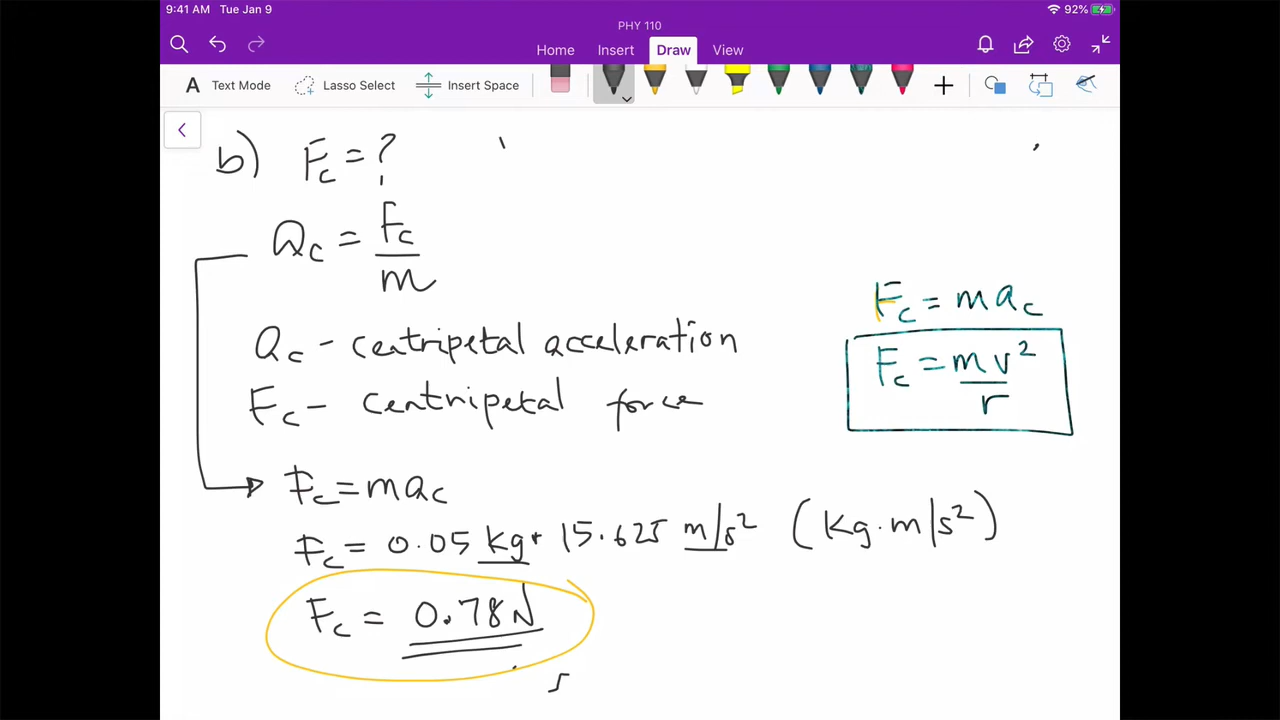 9:41 AM Tue Jan 9
92%
PHY 110
Home Insert Draw View
A Text Mode Lasso Select Insert Space
b) Fc = ?
ac = Fc/m
ac - centripetal acceleration
Fc - centripetal force
Fc = mac
Fc = mv²/r
Fc = mac
Fc = 0.05 kg * 15.625 m/s² (kg·m/s²)
Fc = 0.78 N